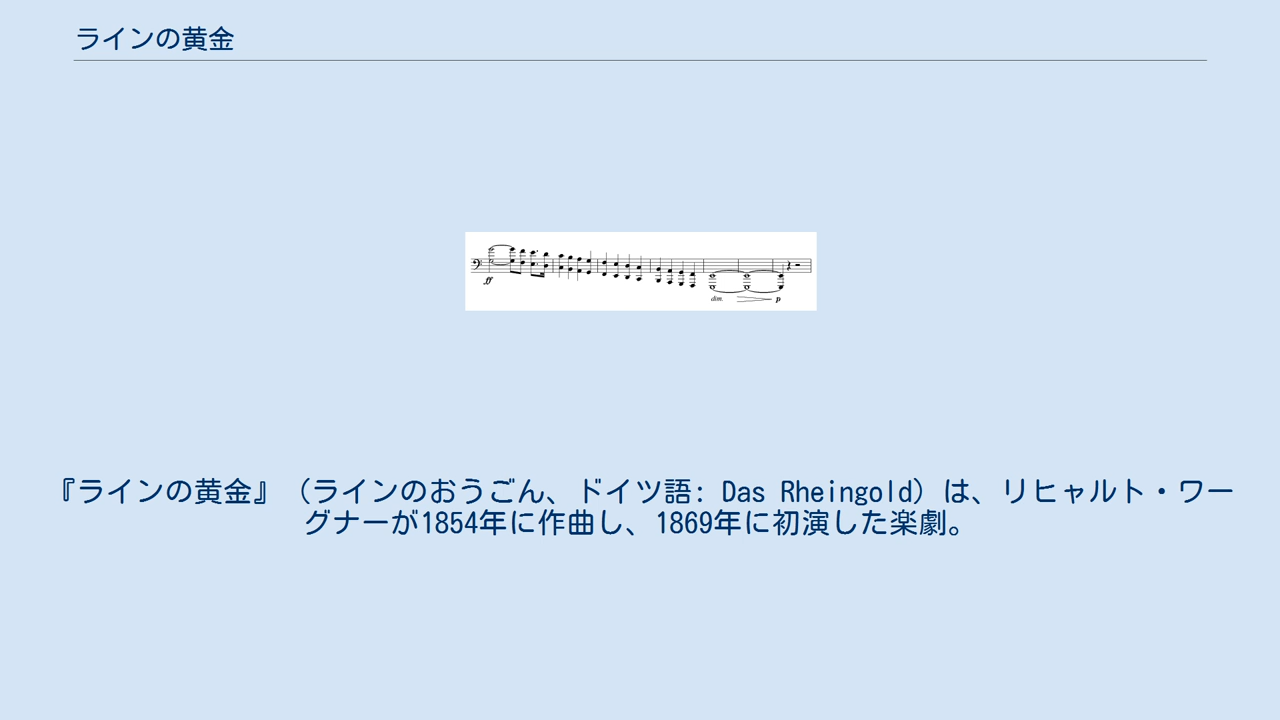 ラインの黄金
ff
dim.
p
『ラインの黄金』（ラインのおうごん、ドイツ語: Das Rheingold）は、リヒャルト・ワー
グナーが1854年に作曲し、1869年に初演した楽劇。